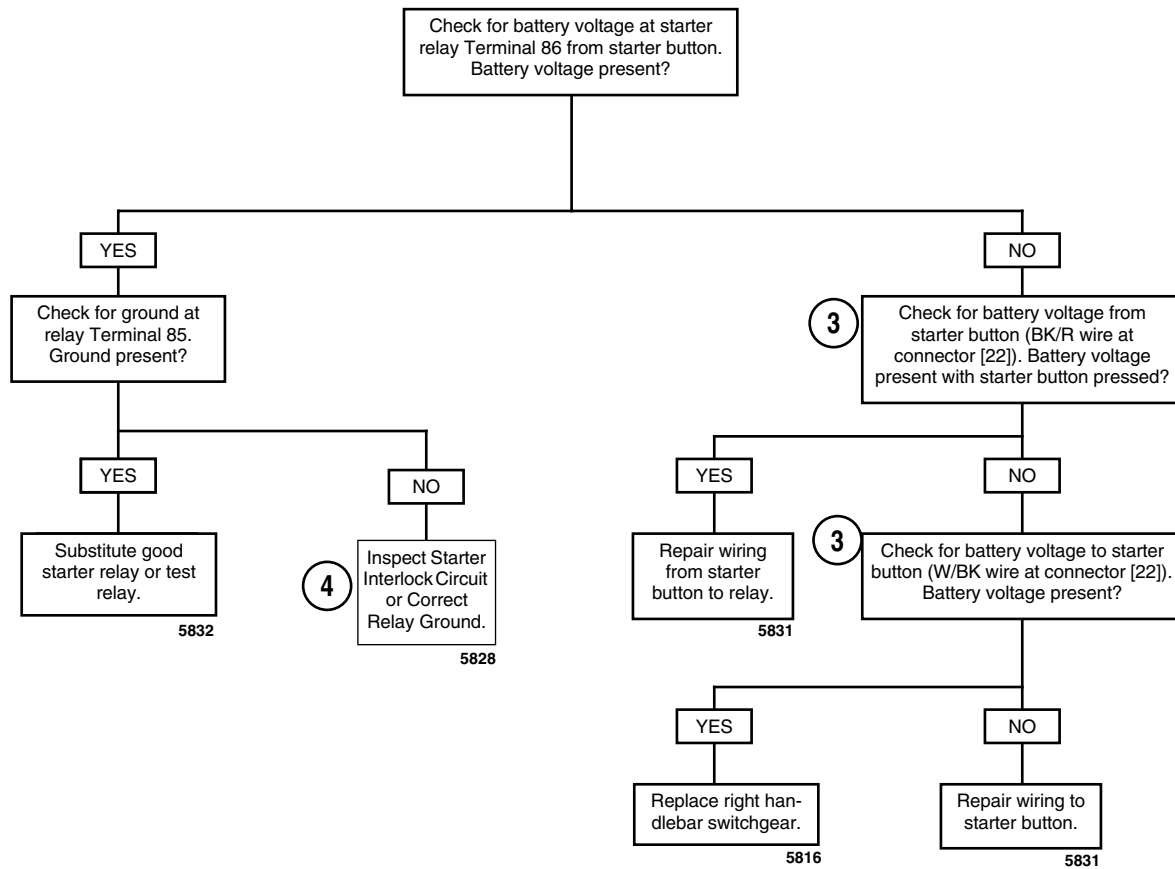 Check for battery voltage at starter
relay Terminal 86 from starter button.
Battery voltage present?
YES
NO
Check for ground at
relay Terminal 85.
Ground present?
3
Check for battery voltage from
starter button (BK/R wire at
connector [22]). Battery voltage
present with starter button pressed?
YES
NO
YES
NO
Substitute good
starter relay or test
relay.
5832
4
Inspect Starter
Interlock Circuit
or Correct
Relay Ground.
5828
Repair wiring
from starter
button to relay.
5831
3
Check for battery voltage to starter
button (W/BK wire at connector [22]).
Battery voltage present?
YES
NO
Replace right han-
dlebar switchgear.
5816
Repair wiring to
starter button.
5831